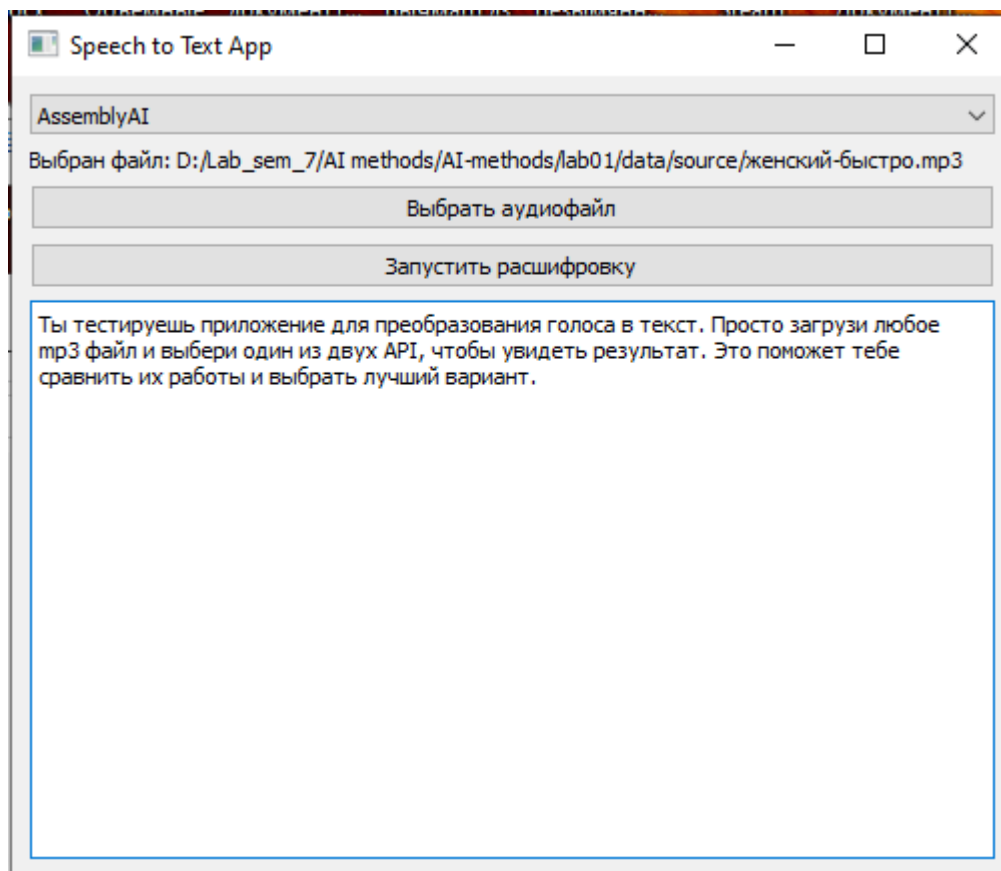 Speech to Text App
AssemblyAI
Выбран файл: D:/Lab_sem_7/AI methods/AI-methods/lab01/data/source/женский-быстро.mp3
Выбрать аудиофайл
Запустить расшифровку
Ты тестируешь приложение для преобразования голоса в текст. Просто загрузи любое
mp3 файл и выбери один из двух API, чтобы увидеть результат. Это поможет тебе
сравнить их работы и выбрать лучший вариант.